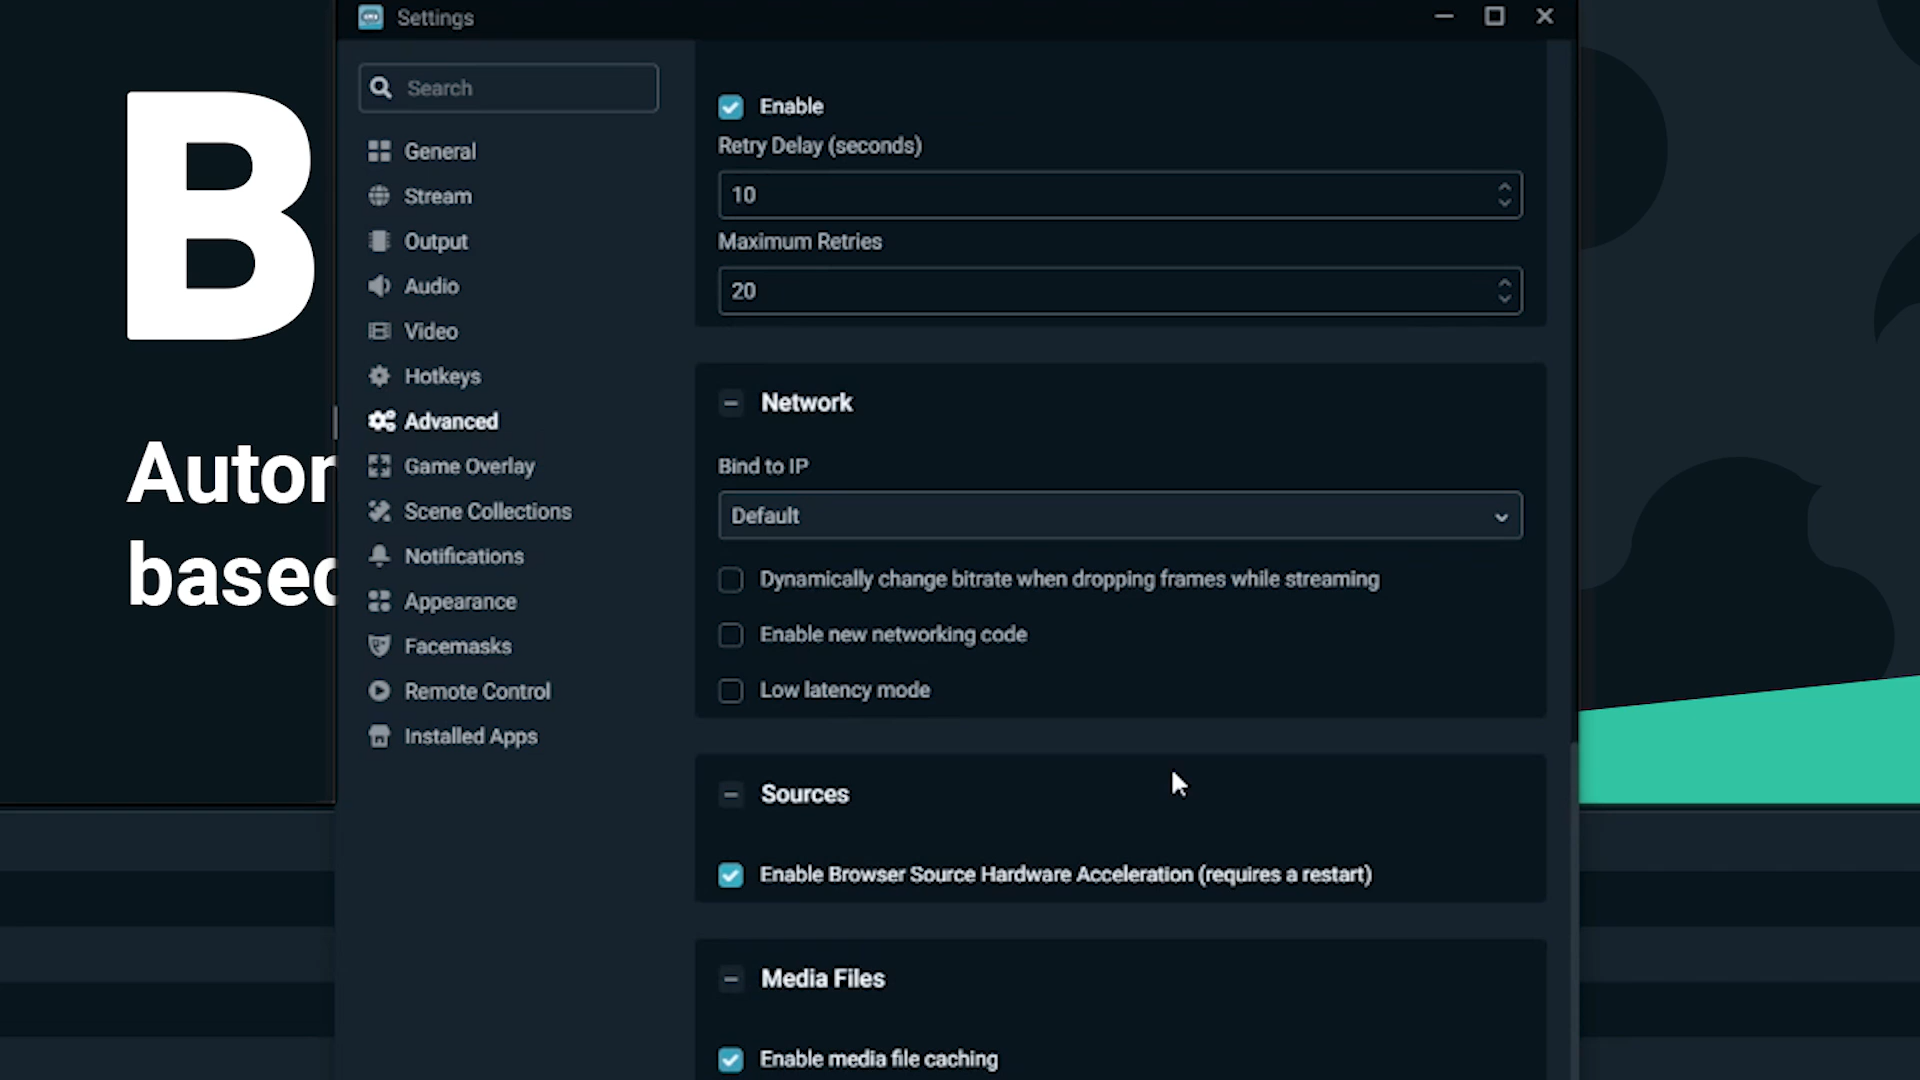 Settings
Search
General
Stream
Output
Audio
Video
Hotkeys
Advanced
Game Overlay
Scene Collections
Notifications
Appearance
Facemasks
Remote Control
Installed Apps
Enable
Retry Delay (seconds)
10
Maximum Retries
20
Network
Bind to IP
Default
Dynamically change bitrate when dropping frames while streaming
Enable new networking code
Low latency mode
Sources
Enable Browser Source Hardware Acceleration (requires a restart)
Media Files
Enable media file caching
B
based